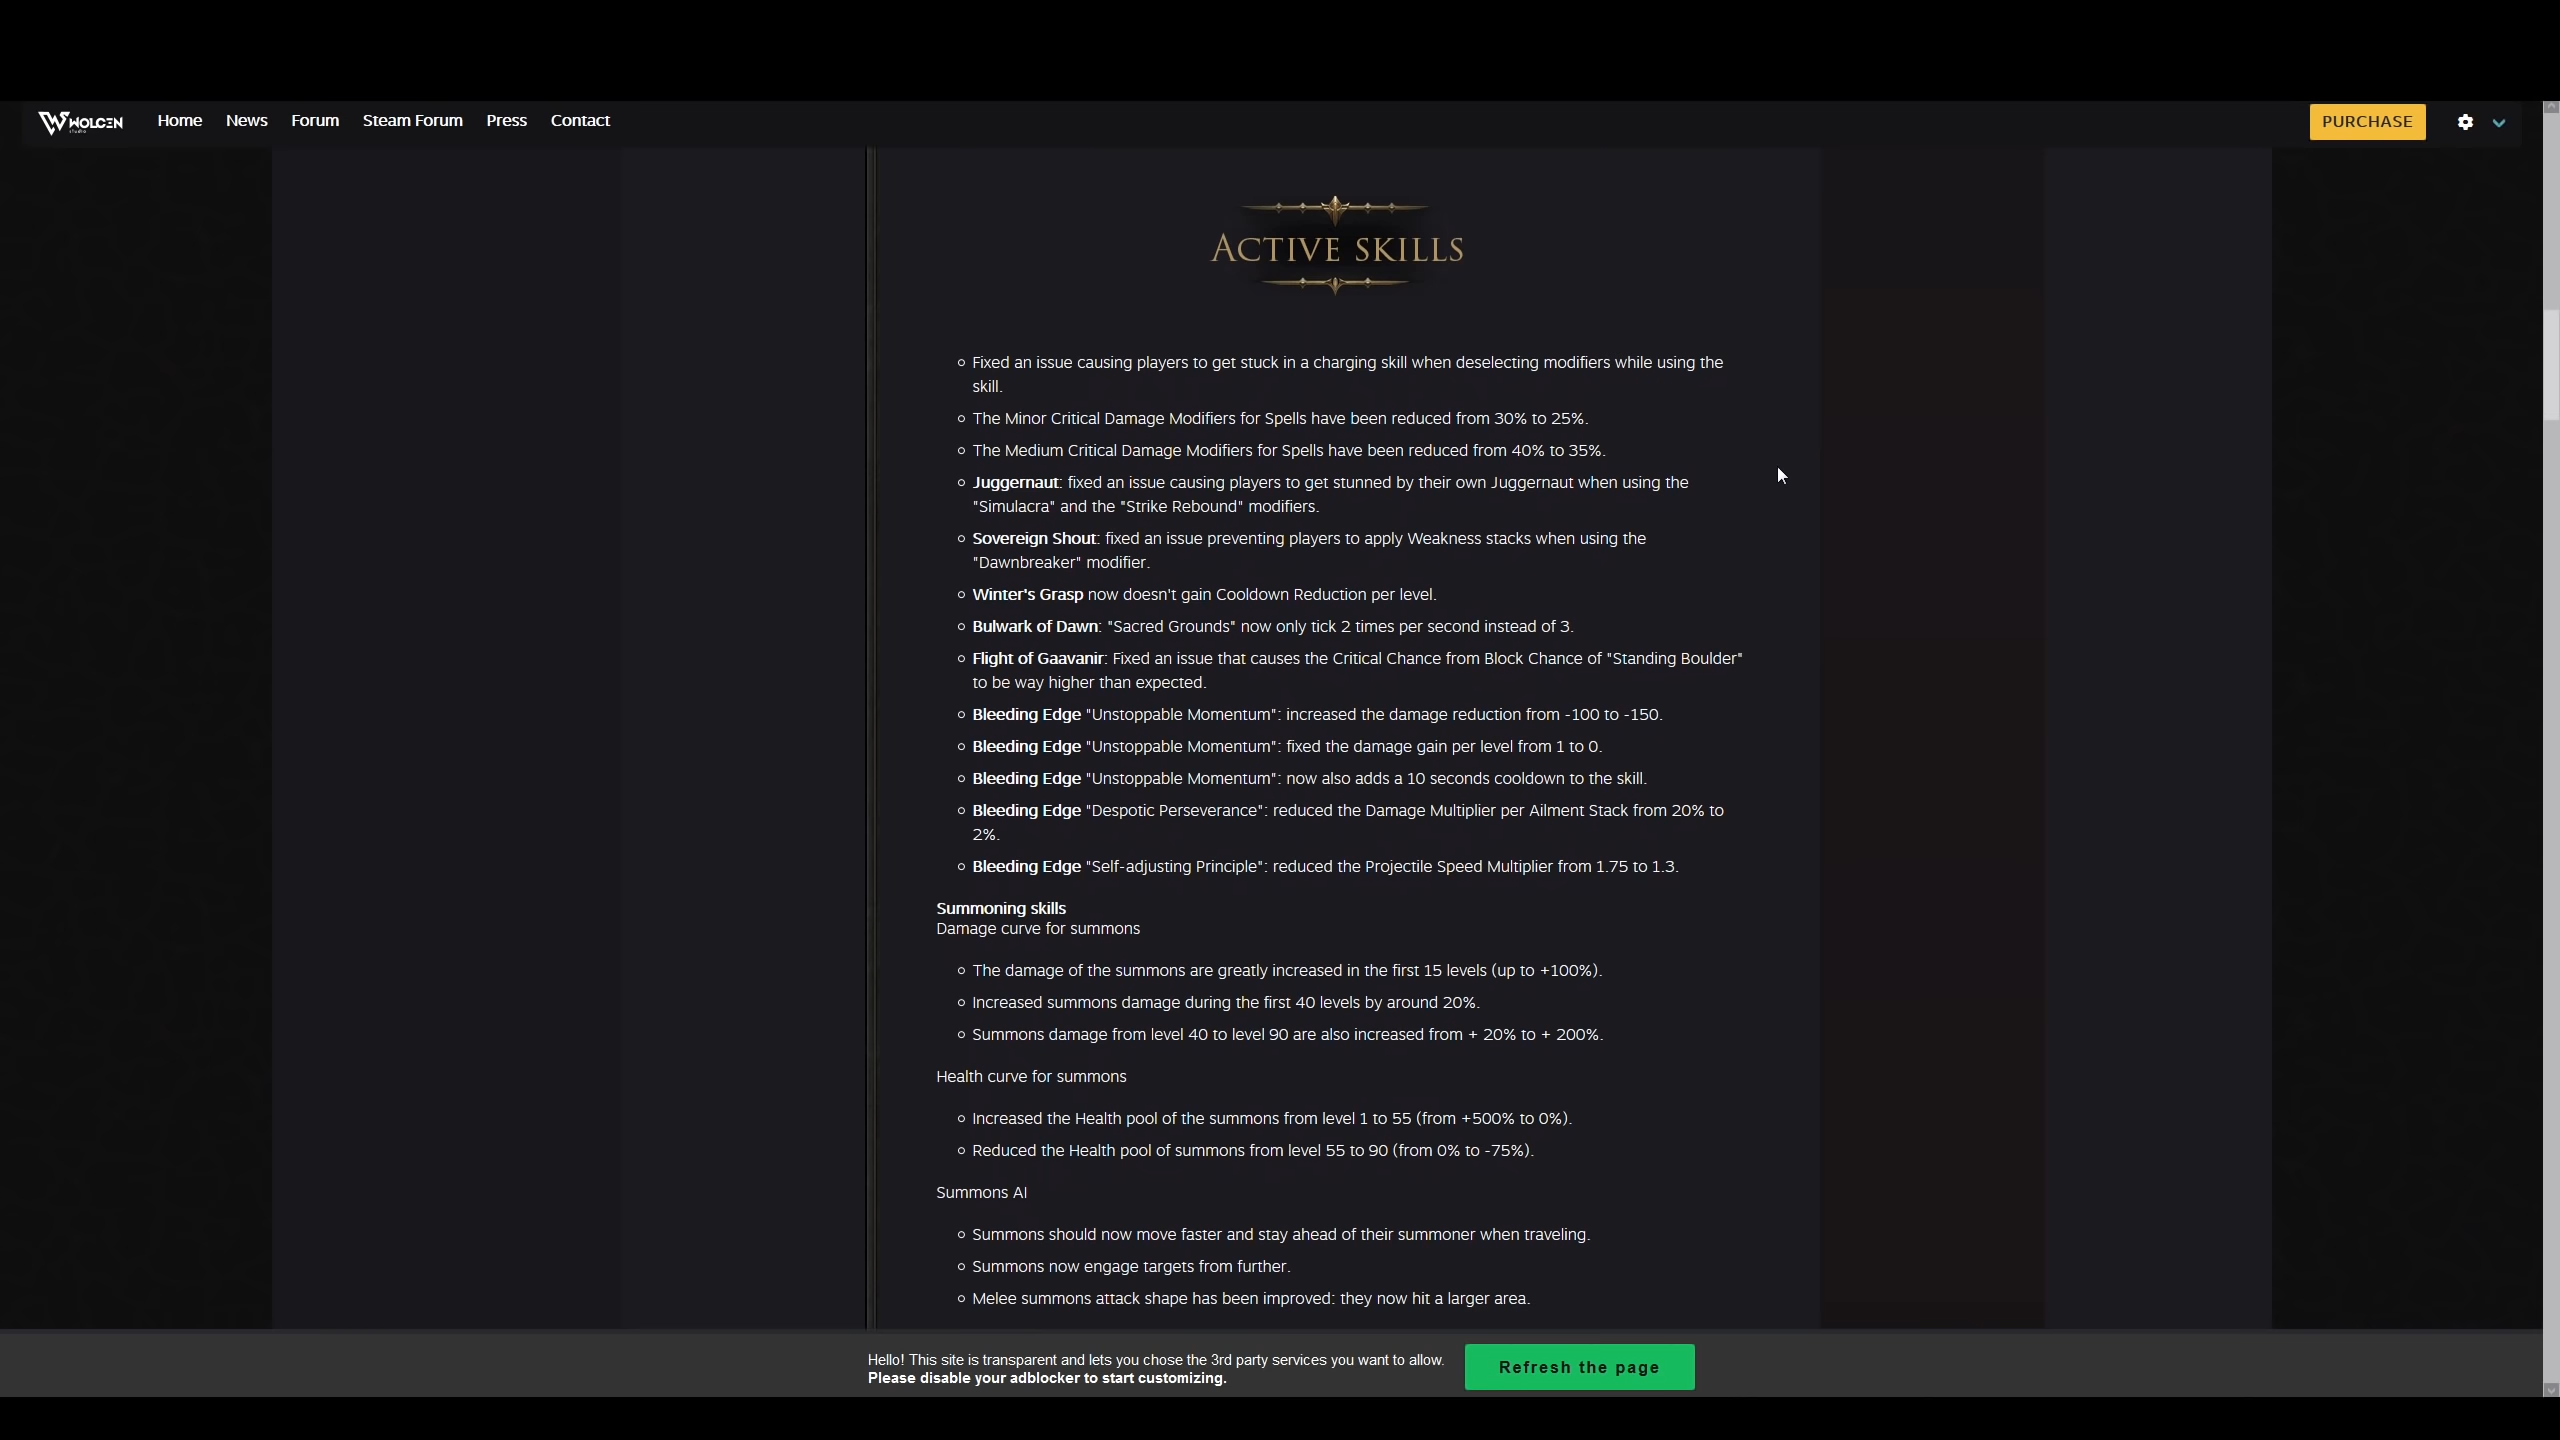 WOLCEN
studio
Home News Forum Steam Forum Press Contact
PURCHASE
ACTIVE SKILLS
Fixed an issue causing players to get stuck in a charging skill when deselecting modifiers while using the
skill.
The Minor Critical Damage Modifiers for Spells have been reduced from 30% to 25%.
The Medium Critical Damage Modifiers for Spells have been reduced from 40% to 35%.
Juggernaut: fixed an issue causing players to get stunned by their own Juggernaut when using the
"Simulacra" and the "Strike Rebound" modifiers.
Sovereign Shout: fixed an issue preventing players to apply Weakness stacks when using the
"Dawnbreaker" modifier.
Winter's Grasp now doesn't gain Cooldown Reduction per level.
Bulwark of Dawn: "Sacred Grounds" now only tick 2 times per second instead of 3.
Flight of Gaavanir: Fixed an issue that causes the Critical Chance from Block Chance of "Standing Boulder"
to be way higher than expected.
Bleeding Edge "Unstoppable Momentum": increased the damage reduction from -100 to -150.
Bleeding Edge "Unstoppable Momentum": fixed the damage gain per level from 1 to 0.
Bleeding Edge "Unstoppable Momentum": now also adds a 10 seconds cooldown to the skill.
Bleeding Edge "Despotic Perseverance": reduced the Damage Multiplier per Ailment Stack from 20% to
2%.
Bleeding Edge "Self-adjusting Principle": reduced the Projectile Speed Multiplier from 1.75 to 1.3.
Summoning skills
Damage curve for summons
The damage of the summons are greatly increased in the first 15 levels (up to +100%).
Increased summons damage during the first 40 levels by around 20%.
Summons damage from level 40 to level 90 are also increased from + 20% to + 200%.
Health curve for summons
Increased the Health pool of the summons from level 1 to 55 (from +500% to 0%).
Reduced the Health pool of summons from level 55 to 90 (from 0% to -75%).
Summons AI
Summons should now move faster and stay ahead of their summoner when traveling.
Summons now engage targets from further.
Melee summons attack shape has been improved: they now hit a larger area.
Hello! This site is transparent and lets you chose the 3rd party services you want to allow.
Please disable your adblocker to start customizing.
Refresh the page